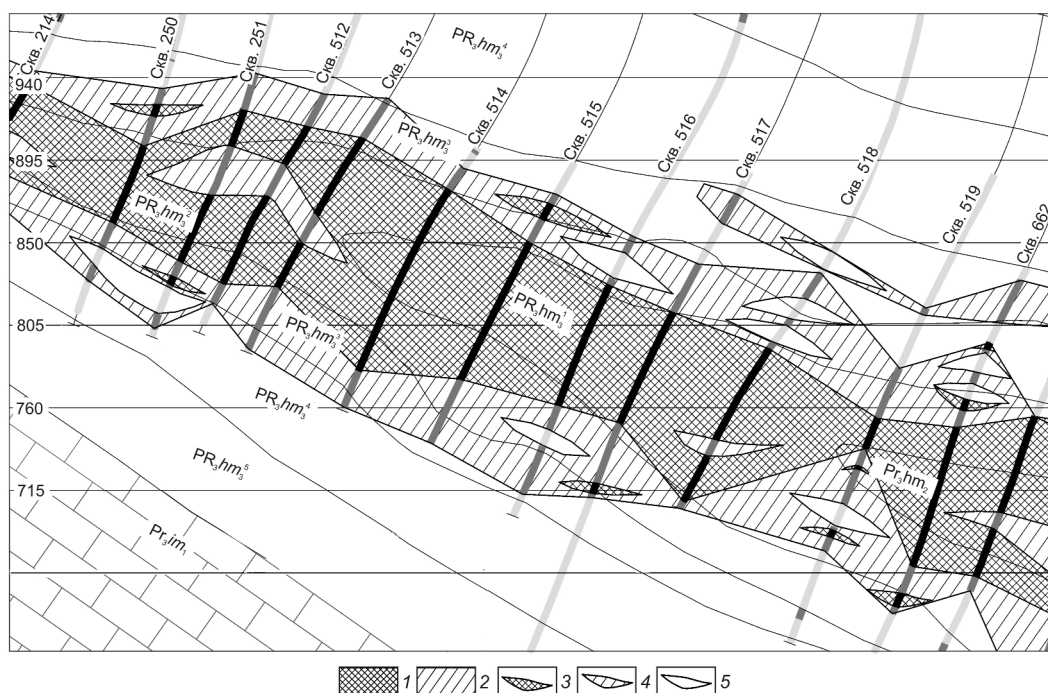 Скв. 214
Скв. 250
Скв. 251
Скв. 512
Скв. 513
Скв. 514
Скв. 515
Скв. 516
Скв. 517
Скв. 518
Скв. 519
Скв. 662
940
895
850
805
760
715
PR₃hm₃⁴
PR₃hm₃³
PR₃hm₃²
PR₃hm₃¹
PR₃hm₃³
PR₃hm₃⁴
PR₃hm₃⁵
Pr₃hm₂
Pr₃im₁
1 2 3 4 5